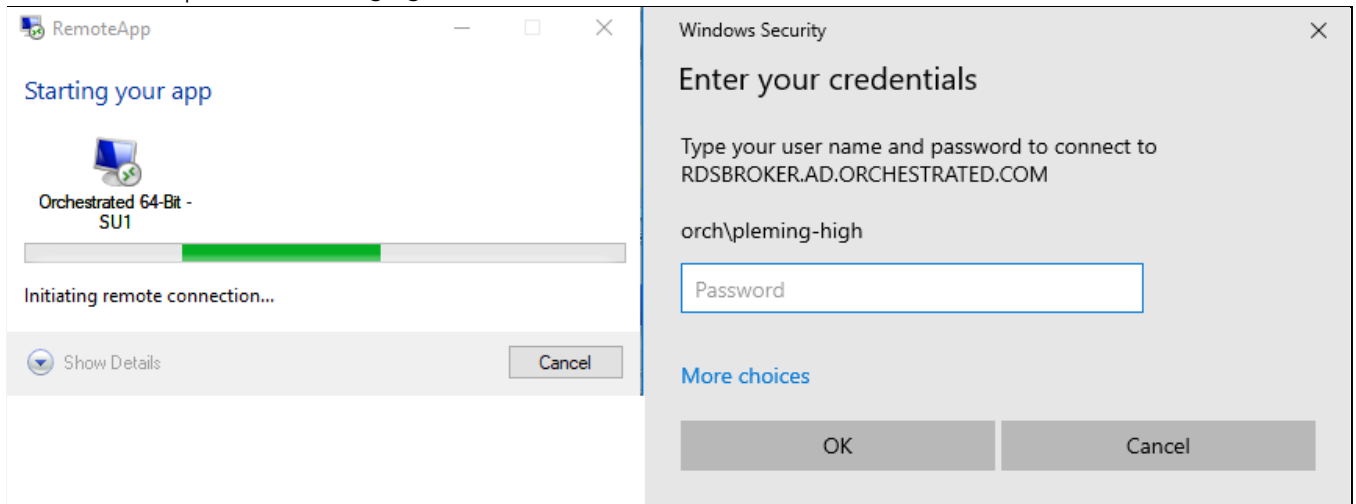 RemoteApp
Starting your app
Orchestrated 64-Bit -
SU1
Initiating remote connection...
Show Details
Cancel
Windows Security
Enter your credentials
Type your user name and password to connect to
RDSBROKER.AD.ORCHESTRATED.COM
orch\pleming-high
Password
More choices
OK
Cancel